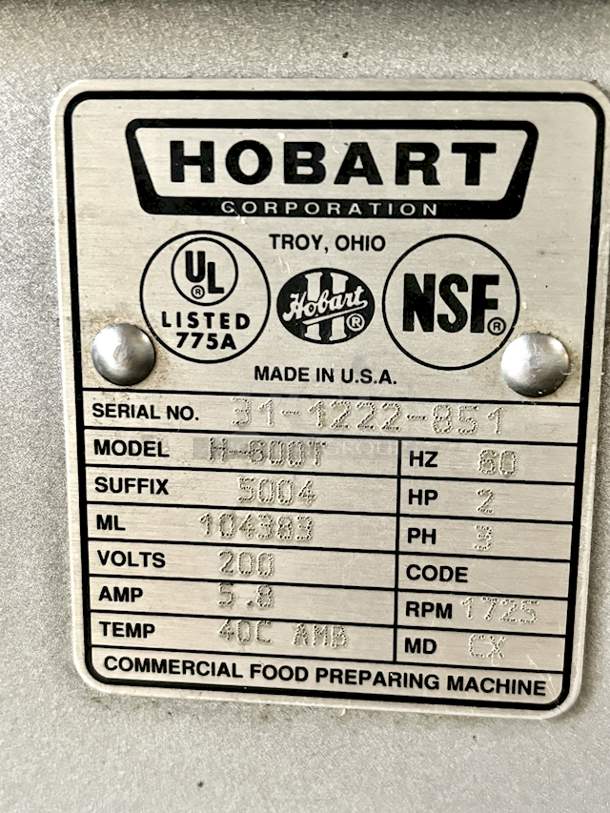 HOBART
CORPORATION
TROY, OHIO
UL ®
LISTED
775A
Hobart ®
NSF®
MADE IN U.S.A.
SERIAL NO. 31-1222-851
MODEL H-600T HZ 60
SUFFIX 5004 HP 2
ML 104383 PH 3
VOLTS 200 CODE
AMP 5.8 RPM 1725
TEMP 40C AMB MD CX
COMMERCIAL FOOD PREPARING MACHINE